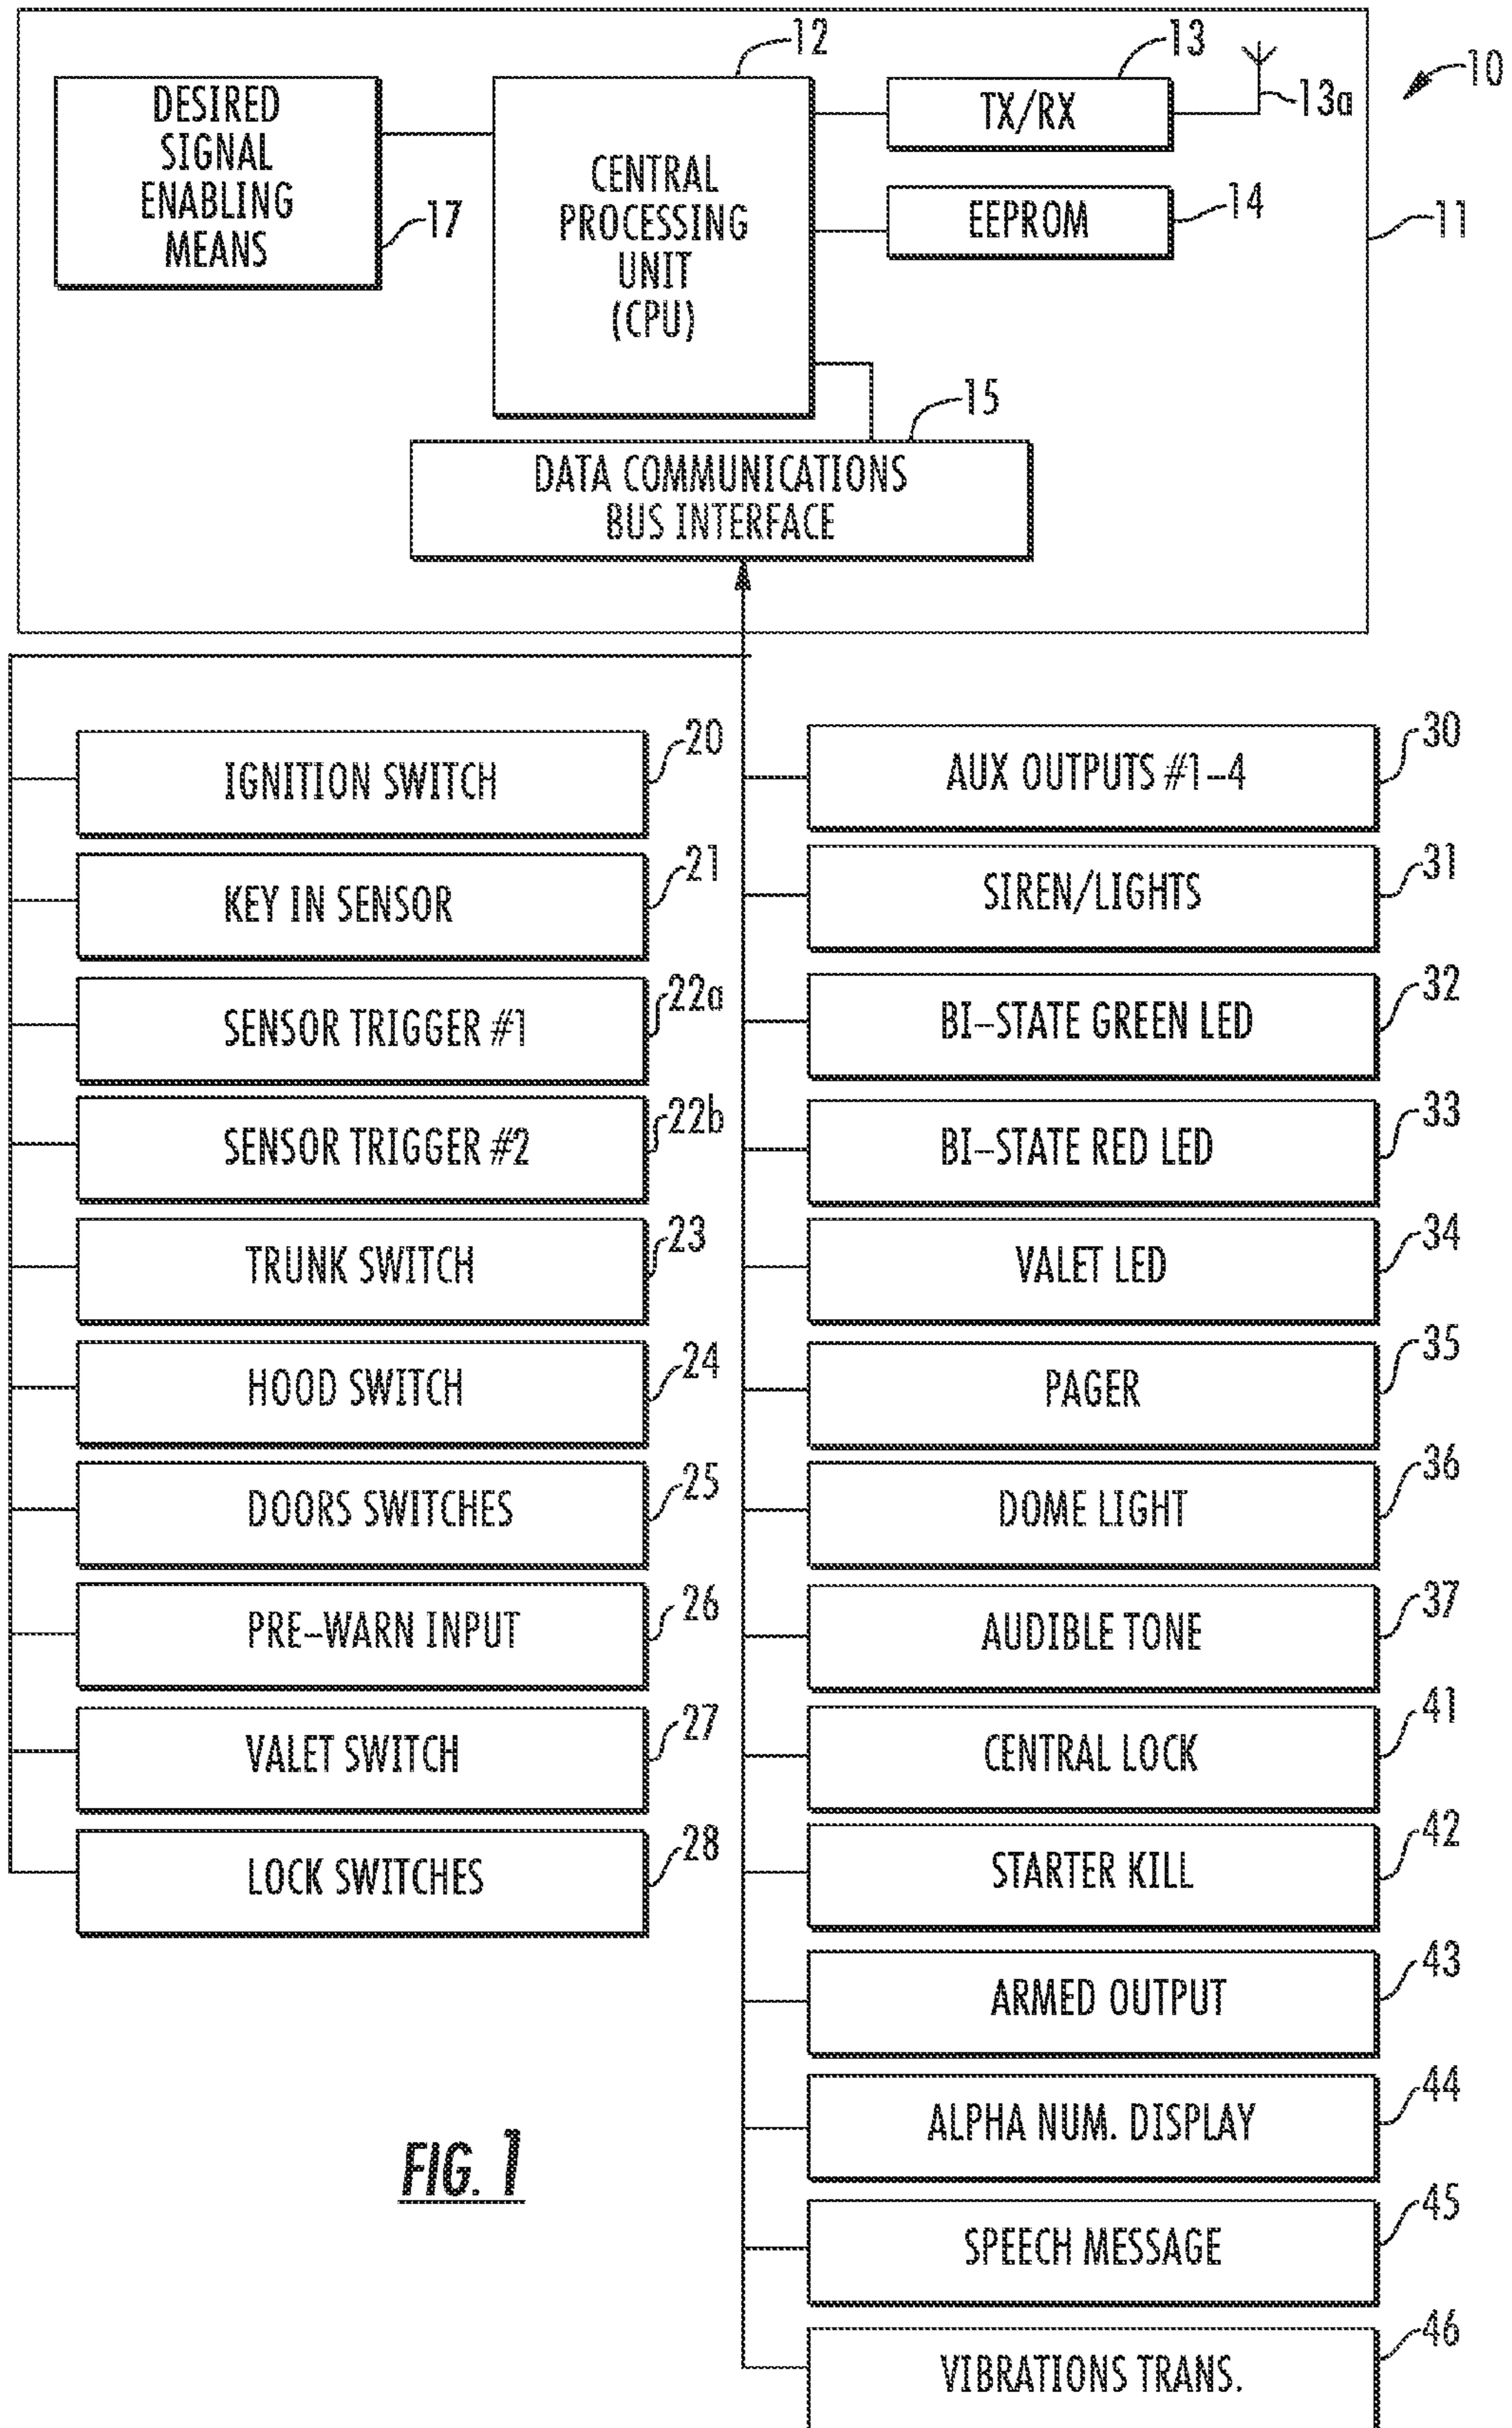 12
13
10
13a
DESIRED
SIGNAL
ENABLING
MEANS
17
CENTRAL
PROCESSING
UNIT
(CPU)
TX/RX
EEPROM
14
11
15
DATA COMMUNICATIONS
BUS INTERFACE
IGNITION SWITCH
20
KEY IN SENSOR
21
SENSOR TRIGGER #1
22a
SENSOR TRIGGER #2
22b
TRUNK SWITCH
23
HOOD SWITCH
24
DOORS SWITCHES
25
PRE-WARN INPUT
26
VALET SWITCH
27
LOCK SWITCHES
28
AUX OUTPUTS #1-4
30
SIREN/LIGHTS
31
BI-STATE GREEN LED
32
BI-STATE RED LED
33
VALET LED
34
PAGER
35
DOME LIGHT
36
AUDIBLE TONE
37
CENTRAL LOCK
41
STARTER KILL
42
ARMED OUTPUT
43
ALPHA NUM. DISPLAY
44
SPEECH MESSAGE
45
VIBRATIONS TRANS.
46
FIG. 1